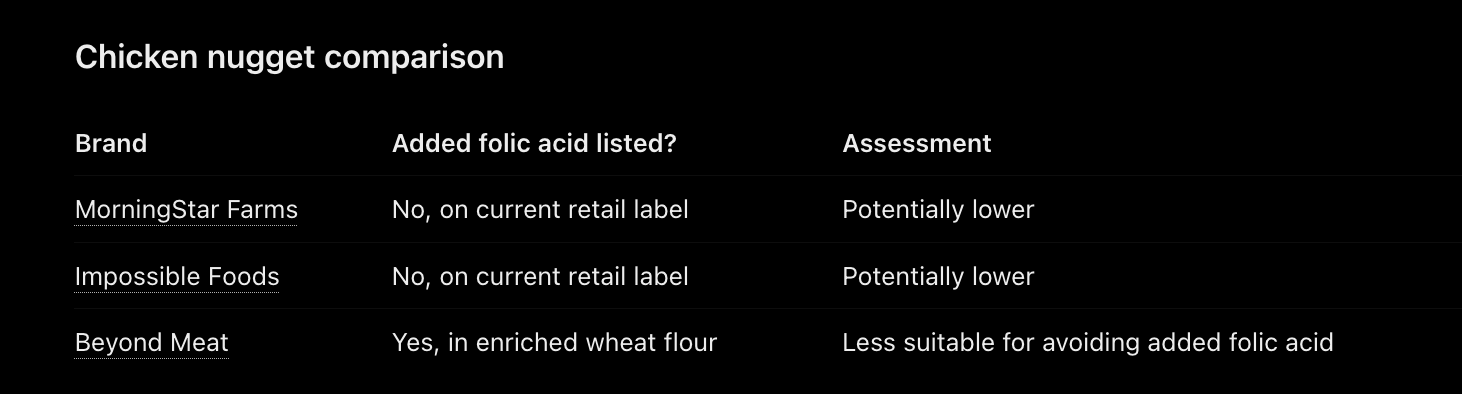 Chicken nugget comparison
Brand Added folic acid listed? Assessment
MorningStar Farms No, on current retail label Potentially lower
Impossible Foods No, on current retail label Potentially lower
Beyond Meat Yes, in enriched wheat flour Less suitable for avoiding added folic acid